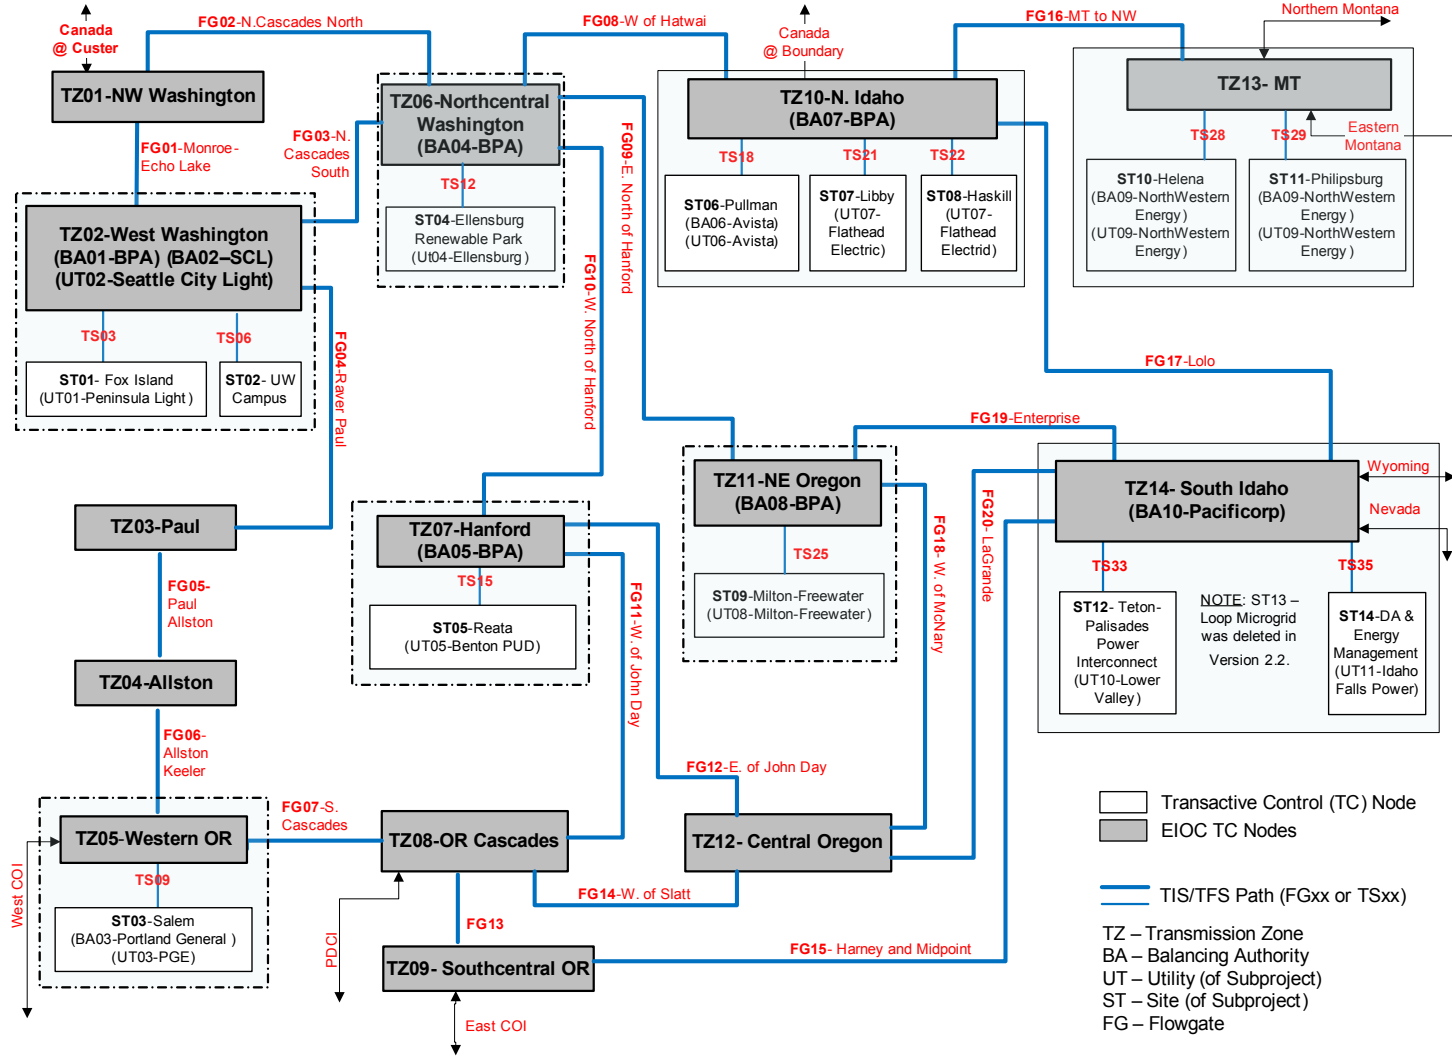 Canada
@ Custer
FG02-N.Cascades North
FG08-W of Hatwai
Canada
@ Boundary
FG16-MT to NW
Northern Montana
TZ01-NW Washington
TZ06-Northcentral
Washington
(BA04-BPA)
TZ10-N. Idaho
(BA07-BPA)
TZ13- MT
FG01-Monroe-
Echo Lake
FG03-N.
Cascades
South
FG09-E. North of Hanford
TS12
TS18
TS21
TS22
TS28
TS29
Eastern
Montana
ST04-Ellensburg
Renewable Park
(Ut04-Ellensburg)
ST06-Pullman
(BA06-Avista)
(UT06-Avista)
ST07-Libby
(UT07-
Flathead
Electric)
ST08-Haskill
(UT07-
Flathead
Electrid)
ST10-Helena
(BA09-NorthWestern
Energy)
(UT09-NorthWestern
Energy)
ST11-Philipsburg
(BA09-NorthWestern
Energy)
(UT09-NorthWestern
Energy)
TZ02-West Washington
(BA01-BPA) (BA02–SCL)
(UT02-Seattle City Light)
FG10-W. North of Hanford
TS03
TS06
FG04-Raver Paul
ST01- Fox Island
(UT01-Peninsula Light)
ST02- UW
Campus
FG17-Lolo
FG19-Enterprise
TZ11-NE Oregon
(BA08-BPA)
TZ14- South Idaho
(BA10-Pacificorp)
Wyoming
Nevada
TZ03-Paul
TZ07-Hanford
(BA05-BPA)
FG18- W. of McNary
FG20- LaGrande
TS15
TS25
TS33
TS35
FG05-
Paul
Allston
ST05-Reata
(UT05-Benton PUD)
FG11-W. of John Day
ST09-Milton-Freewater
(UT08-Milton-Freewater)
ST12- Teton-
Palisades
Power
Interconnect
(UT10-Lower
Valley)
NOTE: ST13 –
Loop Microgrid
was deleted in
Version 2.2.
ST14-DA &
Energy
Management
(UT11-Idaho
Falls Power)
TZ04-Allston
FG06-
Allston
Keeler
FG12-E. of John Day
FG07-S.
Cascades
TZ05-Western OR
TZ08-OR Cascades
TZ12- Central Oregon
Transactive Control (TC) Node
EIOC TC Nodes
West COI
TS09
ST03-Salem
(BA03-Portland General )
(UT03-PGE)
FG14-W. of Slatt
FG13
PDCI
FG15- Harney and Midpoint
TZ09- Southcentral OR
East COI
TIS/TFS Path (FGxx or TSxx)
TZ – Transmission Zone
BA – Balancing Authority
UT – Utility (of Subproject)
ST – Site (of Subproject)
FG – Flowgate